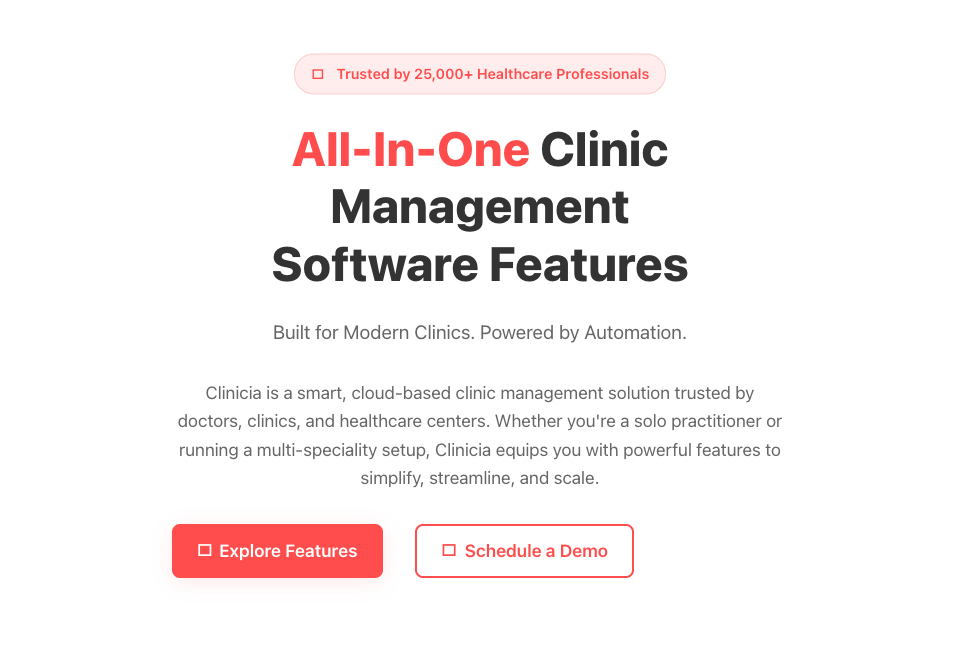 Trusted by 25,000+ Healthcare Professionals
All-In-One Clinic
Management
Software Features
Built for Modern Clinics. Powered by Automation.
Clinicia is a smart, cloud-based clinic management solution trusted by
doctors, clinics, and healthcare centers. Whether you're a solo practitioner or
running a multi-speciality setup, Clinicia equips you with powerful features to
simplify, streamline, and scale.
Explore Features
Schedule a Demo